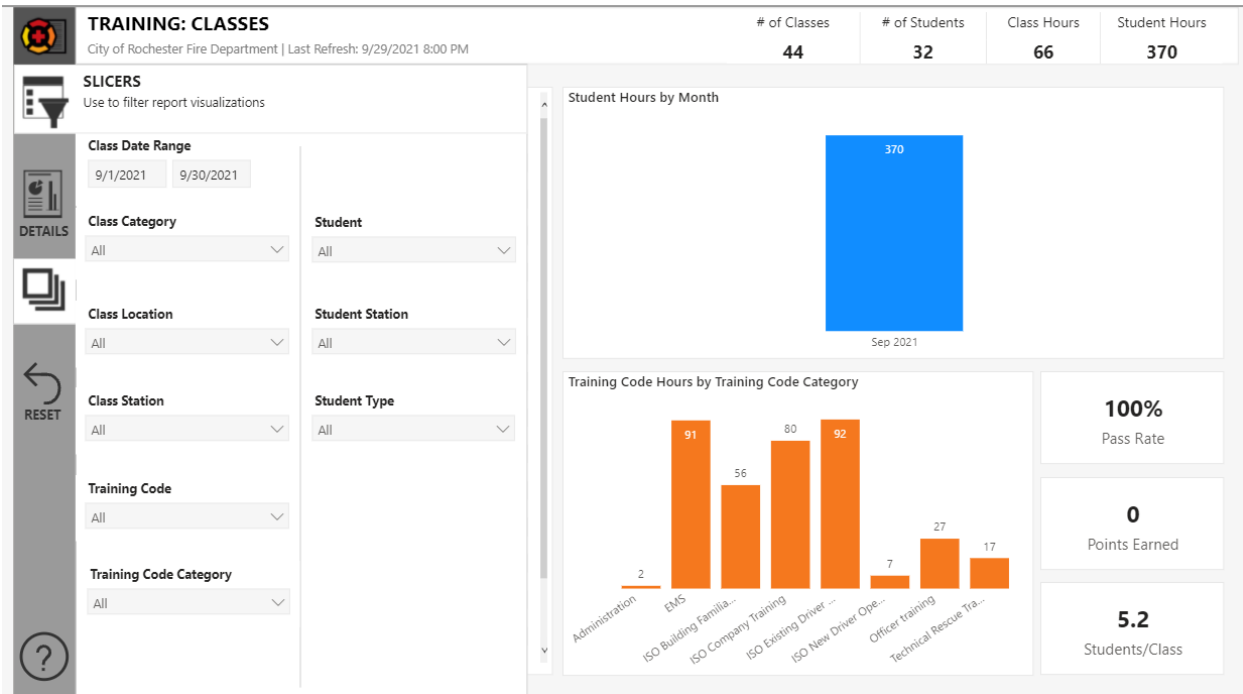 TRAINING: CLASSES
City of Rochester Fire Department | Last Refresh: 9/29/2021 8:00 PM
# of Classes
44
# of Students
32
Class Hours
66
Student Hours
370
SLICERS
Use to filter report visualizations
DETAILS
RESET
?
Class Date Range
9/1/2021 9/30/2021
Class Category
All
Class Location
All
Class Station
All
Training Code
All
Training Code Category
All
Student
All
Student Station
All
Student Type
All
Student Hours by Month
370
Sep 2021
Training Code Hours by Training Code Category
2
91
56
80
92
7
27
17
Administration
EMS
ISO Building Familia...
ISO Company Training
ISO Existing Driver ...
ISO New Driver Ope...
Officer training
Technical Rescue Tra...
100%
Pass Rate
0
Points Earned
5.2
Students/Class